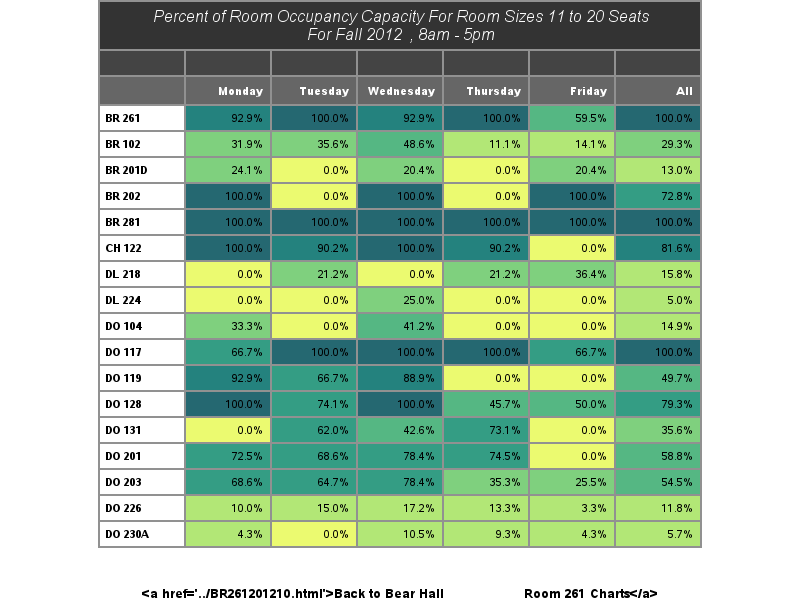 Percent of Room Occupancy Capacity For Room Sizes 11 to 20 Seats
For Fall 2012 , 8am - 5pm
Monday Tuesday Wednesday Thursday Friday All
BR 261 92.9% 100.0% 92.9% 100.0% 59.5% 100.0%
BR 102 31.9% 35.6% 48.6% 11.1% 14.1% 29.3%
BR 201D 24.1% 0.0% 20.4% 0.0% 20.4% 13.0%
BR 202 100.0% 0.0% 100.0% 0.0% 100.0% 72.8%
BR 281 100.0% 100.0% 100.0% 100.0% 100.0% 100.0%
CH 122 100.0% 90.2% 100.0% 90.2% 0.0% 81.6%
DL 218 0.0% 21.2% 0.0% 21.2% 36.4% 15.8%
DL 224 0.0% 0.0% 25.0% 0.0% 0.0% 5.0%
DO 104 33.3% 0.0% 41.2% 0.0% 0.0% 14.9%
DO 117 66.7% 100.0% 100.0% 100.0% 66.7% 100.0%
DO 119 92.9% 66.7% 88.9% 0.0% 0.0% 49.7%
DO 128 100.0% 74.1% 100.0% 45.7% 50.0% 79.3%
DO 131 0.0% 62.0% 42.6% 73.1% 0.0% 35.6%
DO 201 72.5% 68.6% 78.4% 74.5% 0.0% 58.8%
DO 203 68.6% 64.7% 78.4% 35.3% 25.5% 54.5%
DO 226 10.0% 15.0% 17.2% 13.3% 3.3% 11.8%
DO 230A 4.3% 0.0% 10.5% 9.3% 4.3% 5.7%
<a href='../BR261201210.html'>Back to Bear Hall Room 261 Charts</a>